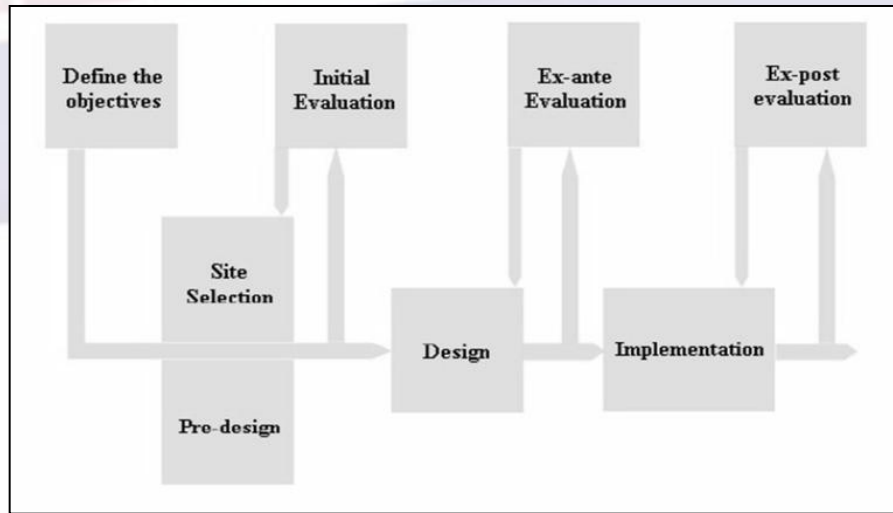 Define the
objectives
Initial
Evaluation
Ex-ante
Evaluation
Ex-post
evaluation
Site
Selection
Design
Implementation
Pre-design